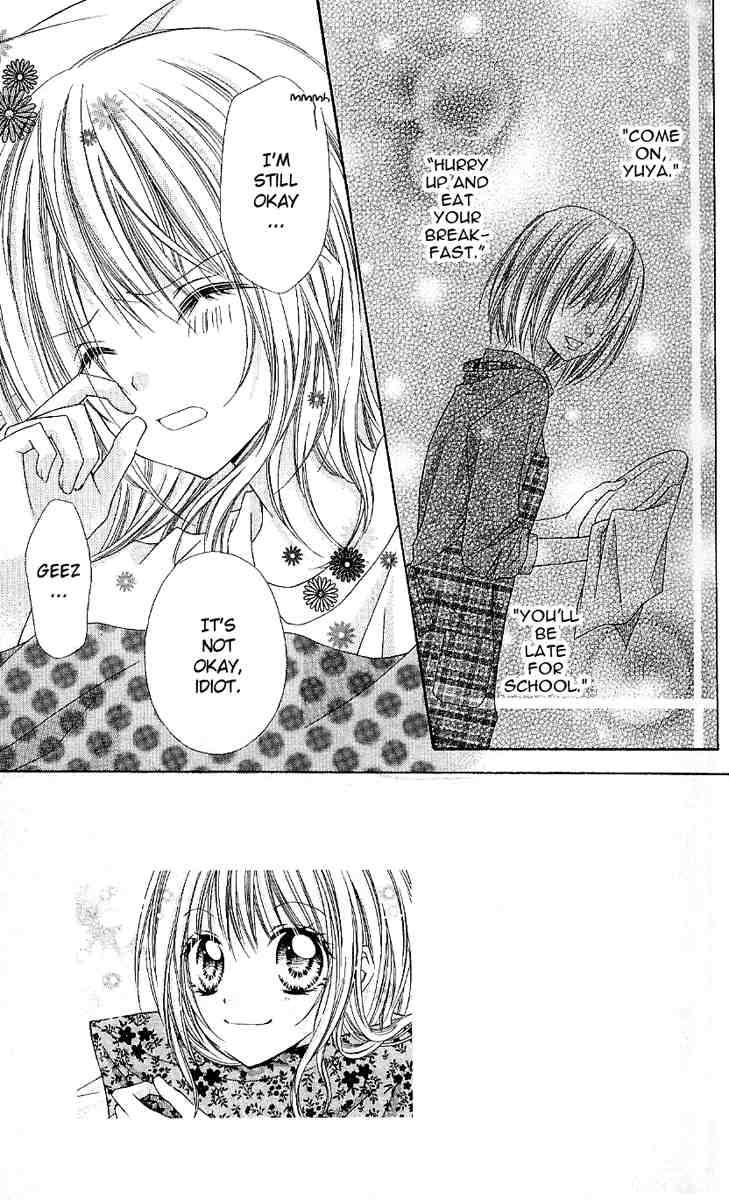 "COME
ON,
YUYA."
"HURRY
UP, AND
EAT
YOUR
BREAK-
FAST."
"YOU'LL
BE
LATE
FOR
SCHOOL."
mmmh
I'M
STILL
OKAY
...
IT'S
NOT
OKAY,
IDIOT.
GEEZ
...